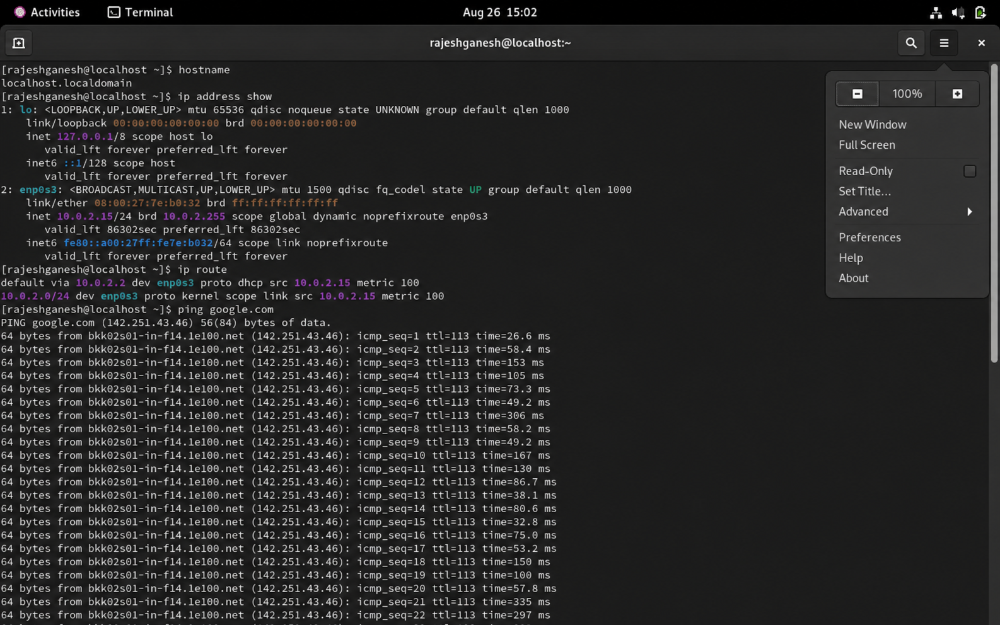 Activities Terminal Aug 26 15:02
rajeshganesh@localhost:~
[rajeshganesh@localhost ~]$ hostname
localhost.localdomain
[rajeshganesh@localhost ~]$ ip address show
1: lo: <LOOPBACK,UP,LOWER_UP> mtu 65536 qdisc noqueue state UNKNOWN group default qlen 1000
    link/loopback 00:00:00:00:00:00 brd 00:00:00:00:00:00
    inet 127.0.0.1/8 scope host lo
       valid_lft forever preferred_lft forever
    inet6 ::1/128 scope host
       valid_lft forever preferred_lft forever
2: enp0s3: <BROADCAST,MULTICAST,UP,LOWER_UP> mtu 1500 qdisc fq_codel state UP group default qlen 1000
    link/ether 08:00:27:7e:b0:32 brd ff:ff:ff:ff:ff:ff
    inet 10.0.2.15/24 brd 10.0.2.255 scope global dynamic noprefixroute enp0s3
       valid_lft 86302sec preferred_lft 86302sec
    inet6 fe80::a00:27ff:fe7e:b032/64 scope link noprefixroute
       valid_lft forever preferred_lft forever
[rajeshganesh@localhost ~]$ ip route
default via 10.0.2.2 dev enp0s3 proto dhcp src 10.0.2.15 metric 100
10.0.2.0/24 dev enp0s3 proto kernel scope link src 10.0.2.15 metric 100
[rajeshganesh@localhost ~]$ ping google.com
PING google.com (142.251.43.46) 56(84) bytes of data.
64 bytes from bkk02s01-in-f14.1e100.net (142.251.43.46): icmp_seq=1 ttl=113 time=26.6 ms
64 bytes from bkk02s01-in-f14.1e100.net (142.251.43.46): icmp_seq=2 ttl=113 time=58.4 ms
64 bytes from bkk02s01-in-f14.1e100.net (142.251.43.46): icmp_seq=3 ttl=113 time=153 ms
64 bytes from bkk02s01-in-f14.1e100.net (142.251.43.46): icmp_seq=4 ttl=113 time=105 ms
64 bytes from bkk02s01-in-f14.1e100.net (142.251.43.46): icmp_seq=5 ttl=113 time=73.3 ms
64 bytes from bkk02s01-in-f14.1e100.net (142.251.43.46): icmp_seq=6 ttl=113 time=49.2 ms
64 bytes from bkk02s01-in-f14.1e100.net (142.251.43.46): icmp_seq=7 ttl=113 time=306 ms
64 bytes from bkk02s01-in-f14.1e100.net (142.251.43.46): icmp_seq=8 ttl=113 time=58.2 ms
64 bytes from bkk02s01-in-f14.1e100.net (142.251.43.46): icmp_seq=9 ttl=113 time=49.2 ms
64 bytes from bkk02s01-in-f14.1e100.net (142.251.43.46): icmp_seq=10 ttl=113 time=167 ms
64 bytes from bkk02s01-in-f14.1e100.net (142.251.43.46): icmp_seq=11 ttl=113 time=130 ms
64 bytes from bkk02s01-in-f14.1e100.net (142.251.43.46): icmp_seq=12 ttl=113 time=86.7 ms
64 bytes from bkk02s01-in-f14.1e100.net (142.251.43.46): icmp_seq=13 ttl=113 time=38.1 ms
64 bytes from bkk02s01-in-f14.1e100.net (142.251.43.46): icmp_seq=14 ttl=113 time=80.6 ms
64 bytes from bkk02s01-in-f14.1e100.net (142.251.43.46): icmp_seq=15 ttl=113 time=32.8 ms
64 bytes from bkk02s01-in-f14.1e100.net (142.251.43.46): icmp_seq=16 ttl=113 time=75.0 ms
64 bytes from bkk02s01-in-f14.1e100.net (142.251.43.46): icmp_seq=17 ttl=113 time=53.2 ms
64 bytes from bkk02s01-in-f14.1e100.net (142.251.43.46): icmp_seq=18 ttl=113 time=150 ms
64 bytes from bkk02s01-in-f14.1e100.net (142.251.43.46): icmp_seq=19 ttl=113 time=100 ms
64 bytes from bkk02s01-in-f14.1e100.net (142.251.43.46): icmp_seq=20 ttl=113 time=57.8 ms
64 bytes from bkk02s01-in-f14.1e100.net (142.251.43.46): icmp_seq=21 ttl=113 time=335 ms
64 bytes from bkk02s01-in-f14.1e100.net (142.251.43.46): icmp_seq=22 ttl=113 time=297 ms
100%
New Window
Full Screen
Read-Only
Set Title…
Advanced
Preferences
Help
About